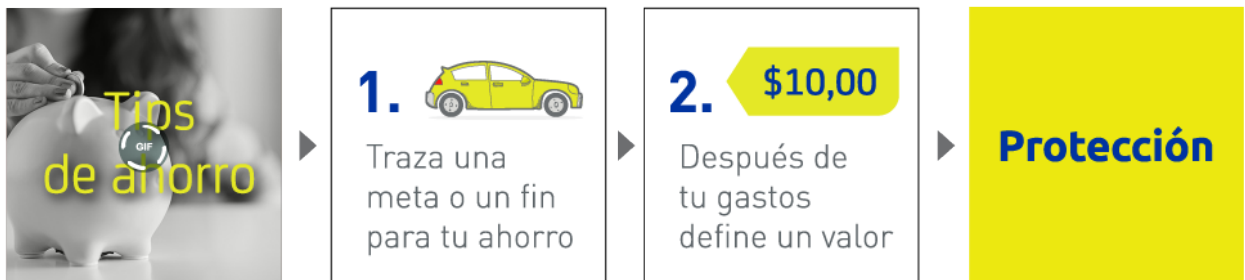 Tips
de ahorro
GIF
1.
Traza una
meta o un fin
para tu ahorro
2.
$10,00
Después de
tu gastos
define un valor
Protección